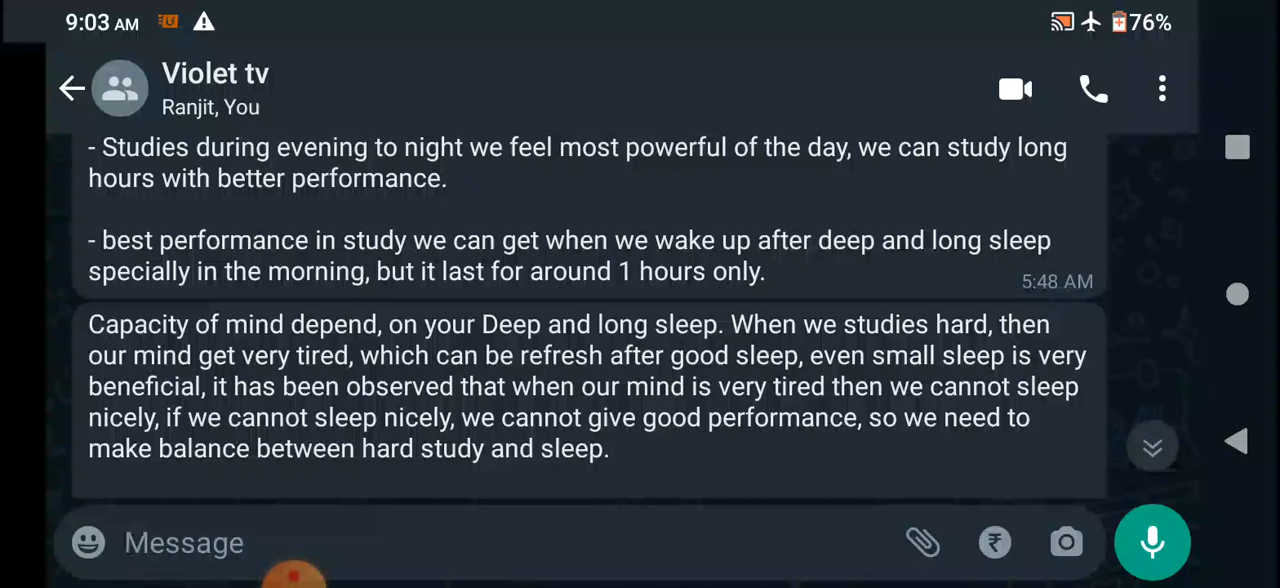 9:03 AM
76%
Violet tv
Ranjit, You
- Studies during evening to night we feel most powerful of the day, we can study long
hours with better performance.
- best performance in study we can get when we wake up after deep and long sleep
specially in the morning, but it last for around 1 hours only.
5:48 AM
Capacity of mind depend, on your Deep and long sleep. When we studies hard, then
our mind get very tired, which can be refresh after good sleep, even small sleep is very
beneficial, it has been observed that when our mind is very tired then we cannot sleep
nicely, if we cannot sleep nicely, we cannot give good performance, so we need to
make balance between hard study and sleep.
Message
₹